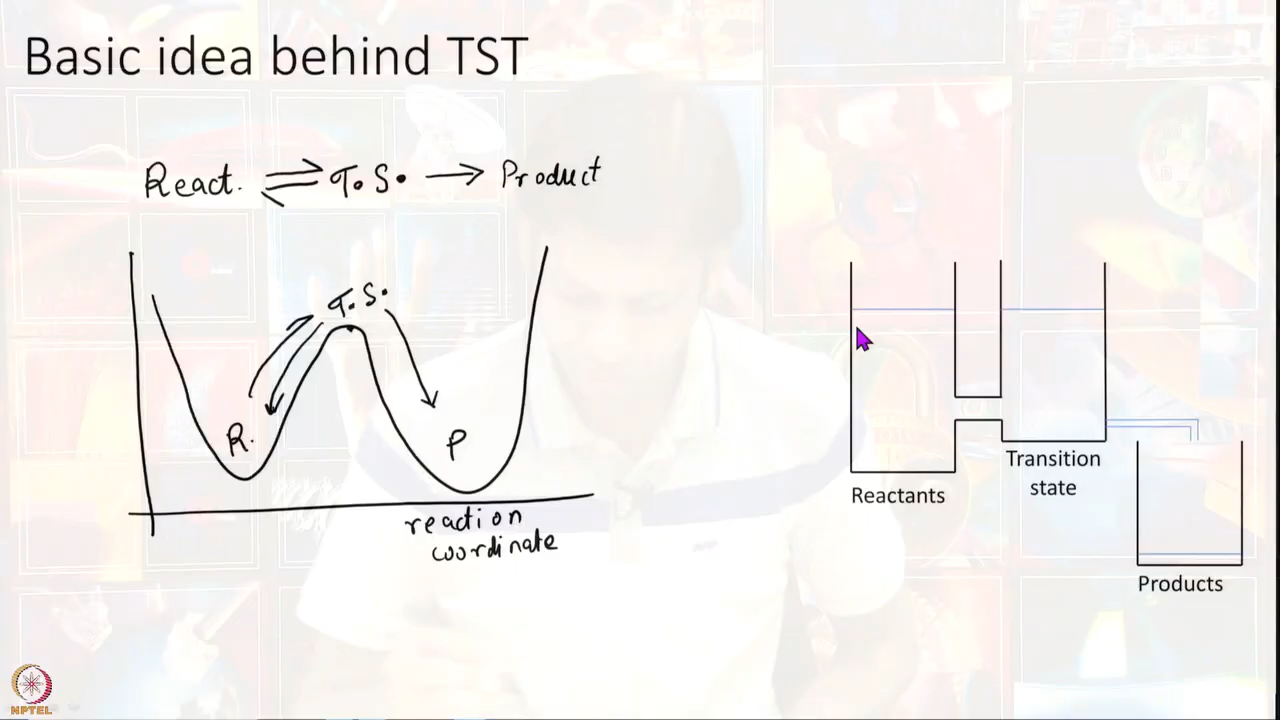 Basic idea behind TST
React. ⇌ T.S. → Product
T.S.
R.
P
reaction
coordinate
Reactants
Transition
state
Products
NPTEL